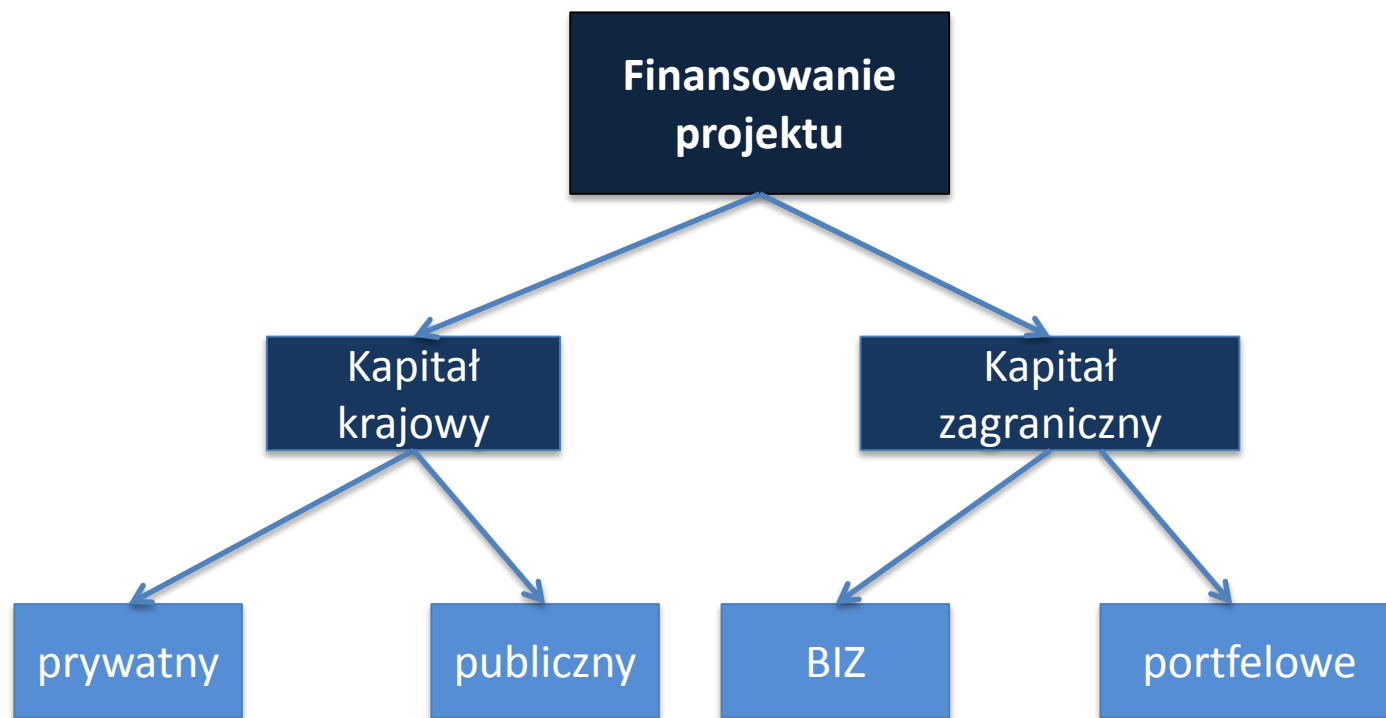 Finansowanie
projektu
Kapitał
krajowy
Kapitał
zagraniczny
prywatny
publiczny
BIZ
portfelowe